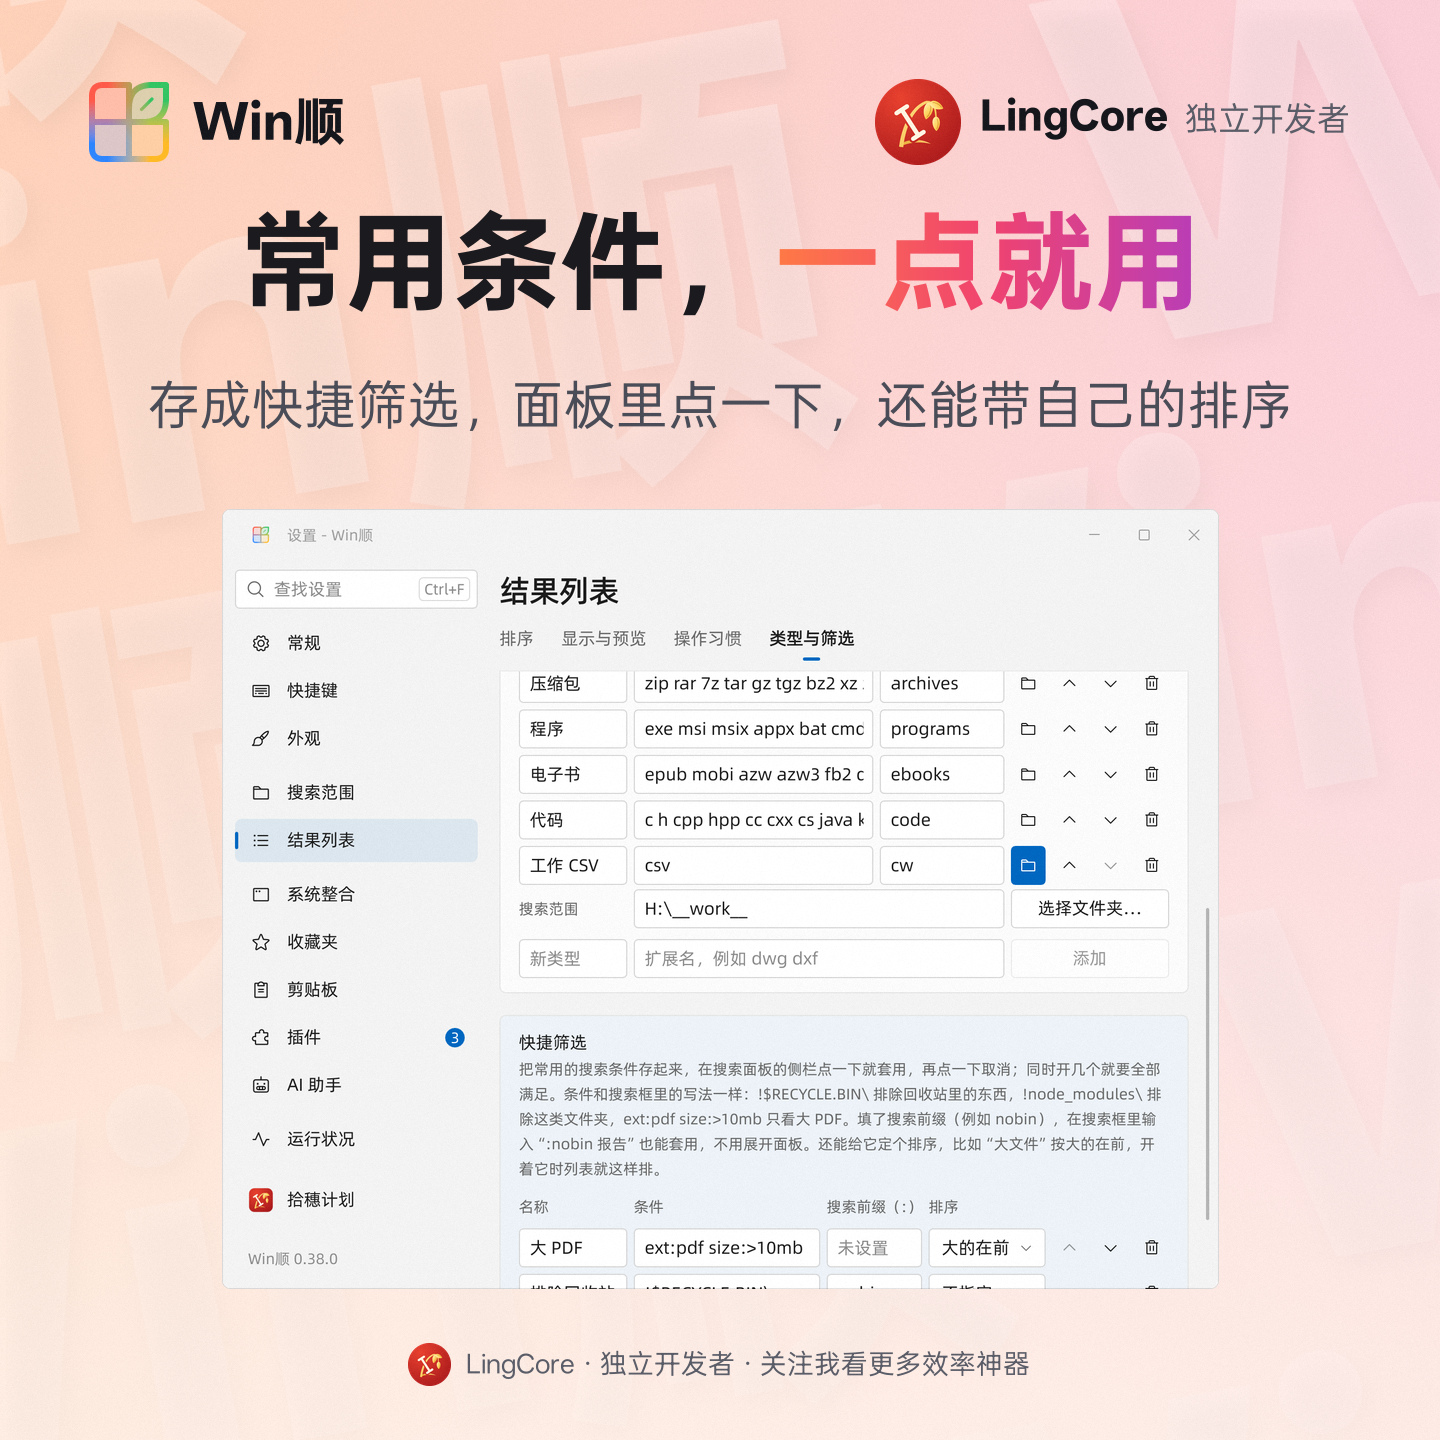 Win顺
LingCore 独立开发者
常用条件，一点就用
存成快捷筛选，面板里点一下，还能带自己的排序
设置 - Win顺
查找设置 Ctrl+F
常规
快捷键
外观
搜索范围
结果列表
系统整合
收藏夹
剪贴板
插件 3
AI 助手
运行状况
拾穗计划
Win顺 0.38.0
结果列表
排序 显示与预览 操作习惯 类型与筛选
压缩包 zip rar 7z tar gz tgz bz2 xz archives
程序 exe msi msix appx bat cmd programs
电子书 epub mobi azw azw3 fb2 ebooks
代码 c h cpp hpp cc cxx cs java code
工作 CSV csv cw
搜索范围 H:\__work__ 选择文件夹...
新类型 扩展名，例如 dwg dxf 添加
快捷筛选
把常用的搜索条件存起来，在搜索面板的侧栏点一下就套用，再点一下取消；同时开几个就要全部
满足。条件和搜索框里的写法一样：!$RECYCLE.BIN\ 排除回收站里的东西，!node_modules\ 排
除这类文件夹，ext:pdf size:>10mb 只看大 PDF。填了搜索前缀（例如 nobin），在搜索框里输
入 “:nobin 报告” 也能套用，不用展开面板。还能给它定个排序，比如 “大文件” 按大的在前，开
着它时列表就这样排。
名称 条件 搜索前缀（:） 排序
大 PDF ext:pdf size:>10mb 未设置 大的在前
LingCore · 独立开发者 · 关注我看更多效率神器